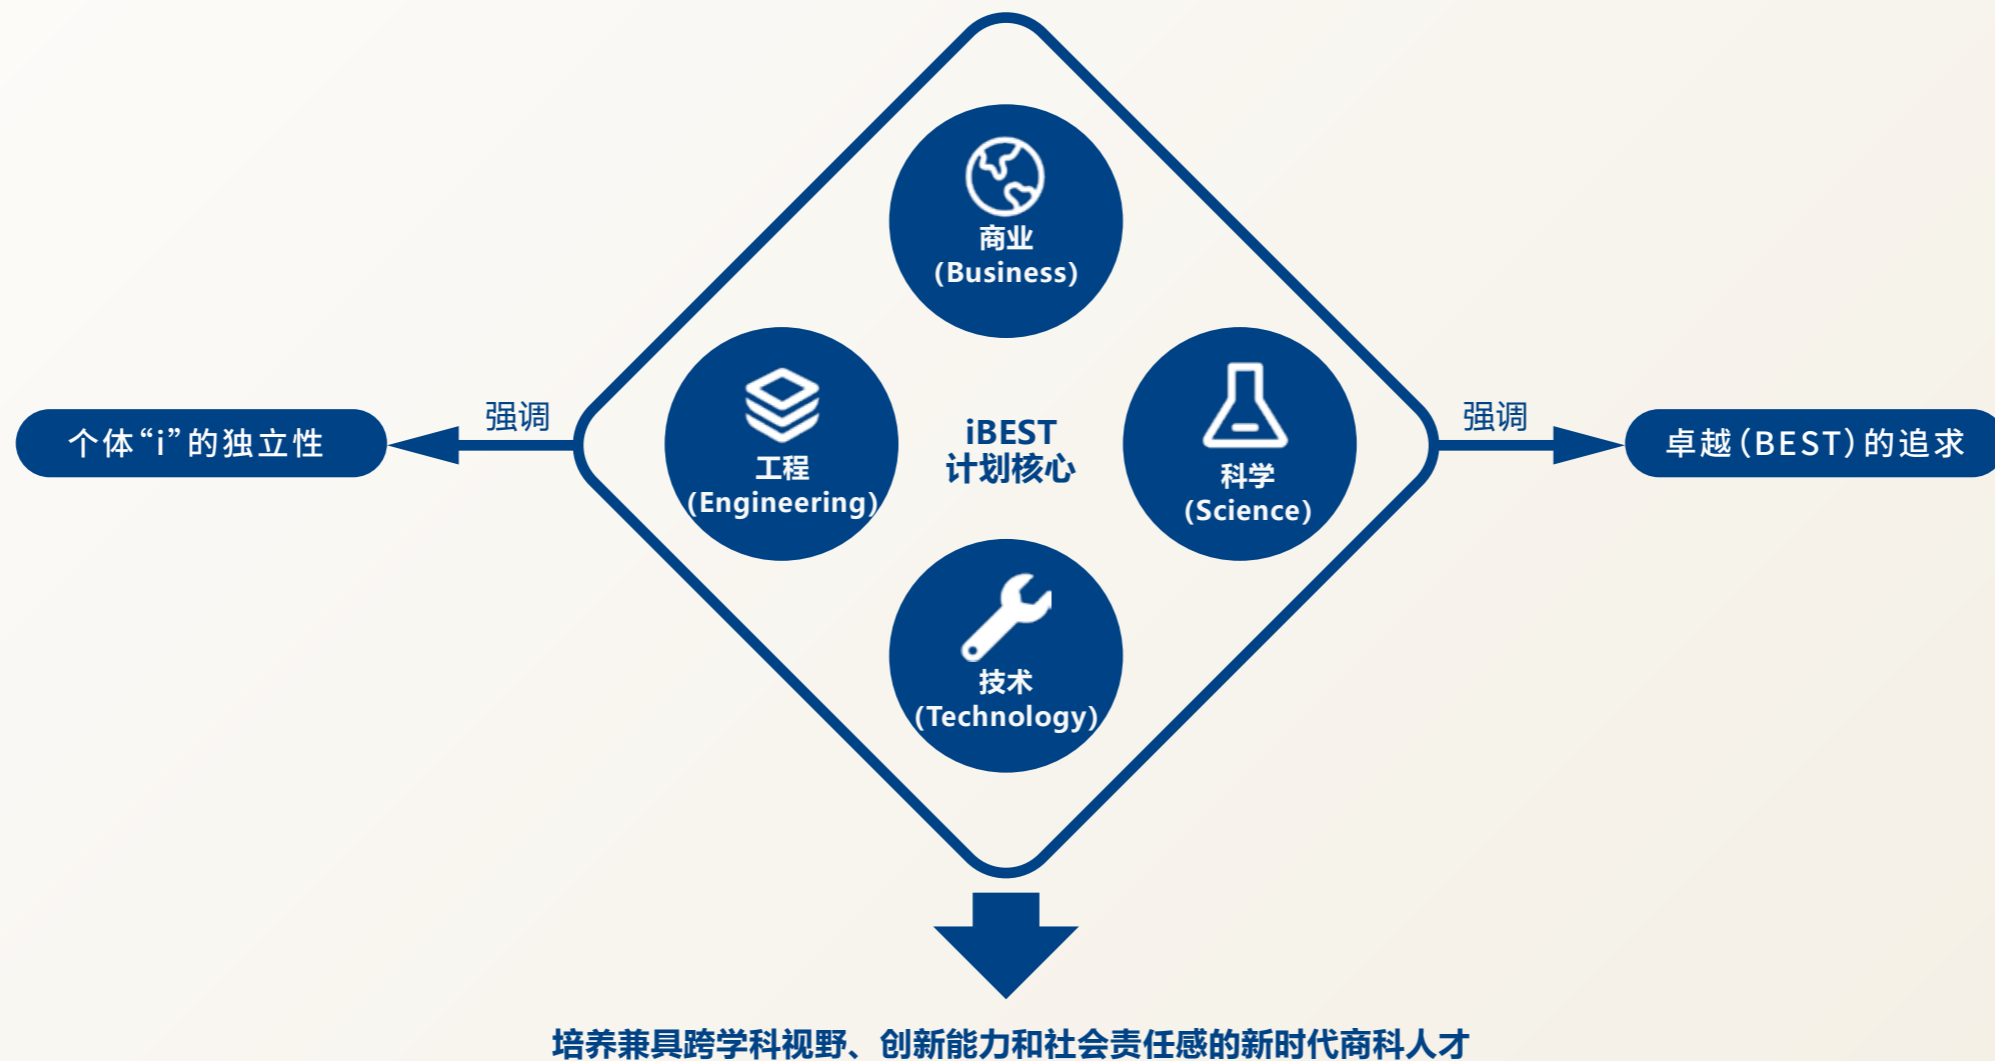 商业
(Business)
个体“i”的独立性
强调
工程
(Engineering)
iBEST
计划核心
科学
(Science)
强调
卓越(BEST)的追求
技术
(Technology)
培养兼具跨学科视野、创新能力和社会责任感的新时代商科人才